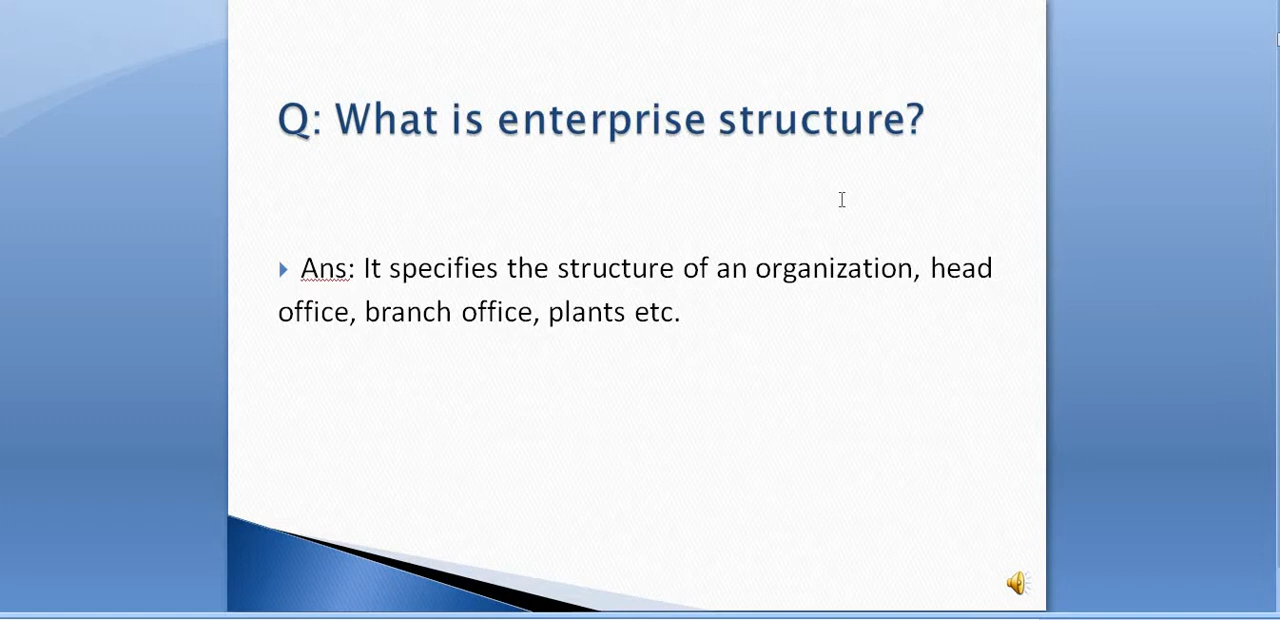 Q: What is enterprise structure?
Ans: It specifies the structure of an organization, head
office, branch office, plants etc.